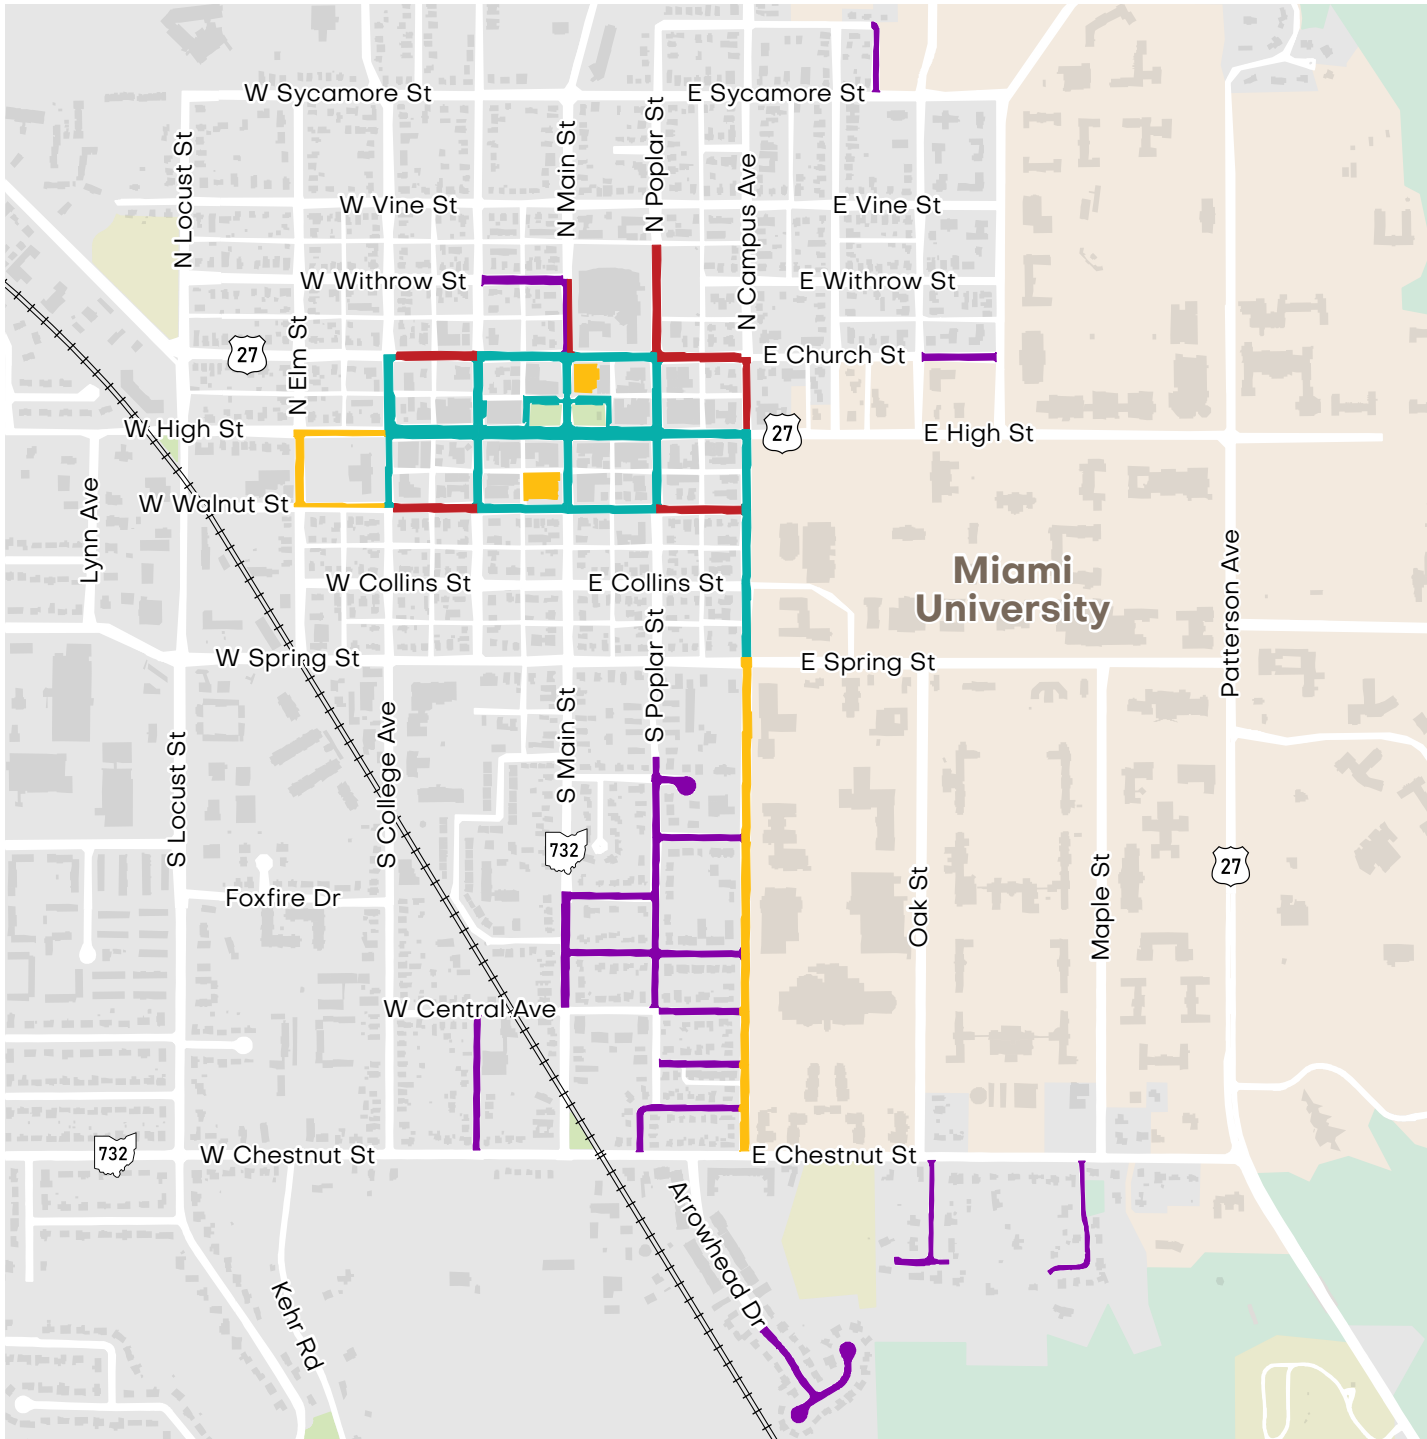 W Sycamore St
E Sycamore St
N Locust St
N Main St
N Poplar St
N Campus Ave
W Vine St
E Vine St
W Withrow St
E Withrow St
27
N Elm St
E Church St
W High St
27
E High St
Lynn Ave
W Walnut St
W Collins St
E Collins St
Miami
University
Patterson Ave
W Spring St
S Poplar St
E Spring St
S Locust St
S College Ave
S Main St
732
Oak St
Maple St
27
Foxfire Dr
W Central Ave
732
W Chestnut St
E Chestnut St
Arrowhead Dr
Kehr Rd